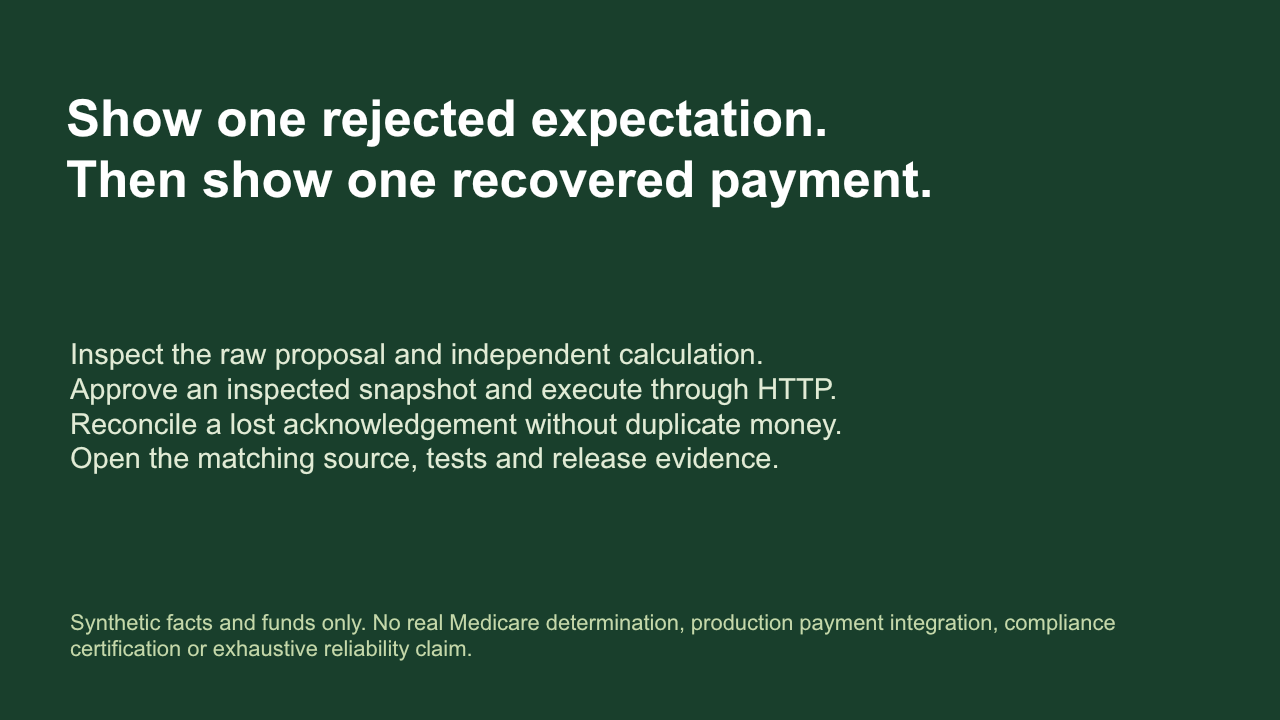 Show one rejected expectation.
Then show one recovered payment.
Inspect the raw proposal and independent calculation.
Approve an inspected snapshot and execute through HTTP.
Reconcile a lost acknowledgement without duplicate money.
Open the matching source, tests and release evidence.
Synthetic facts and funds only. No real Medicare determination, production payment integration, compliance
certification or exhaustive reliability claim.